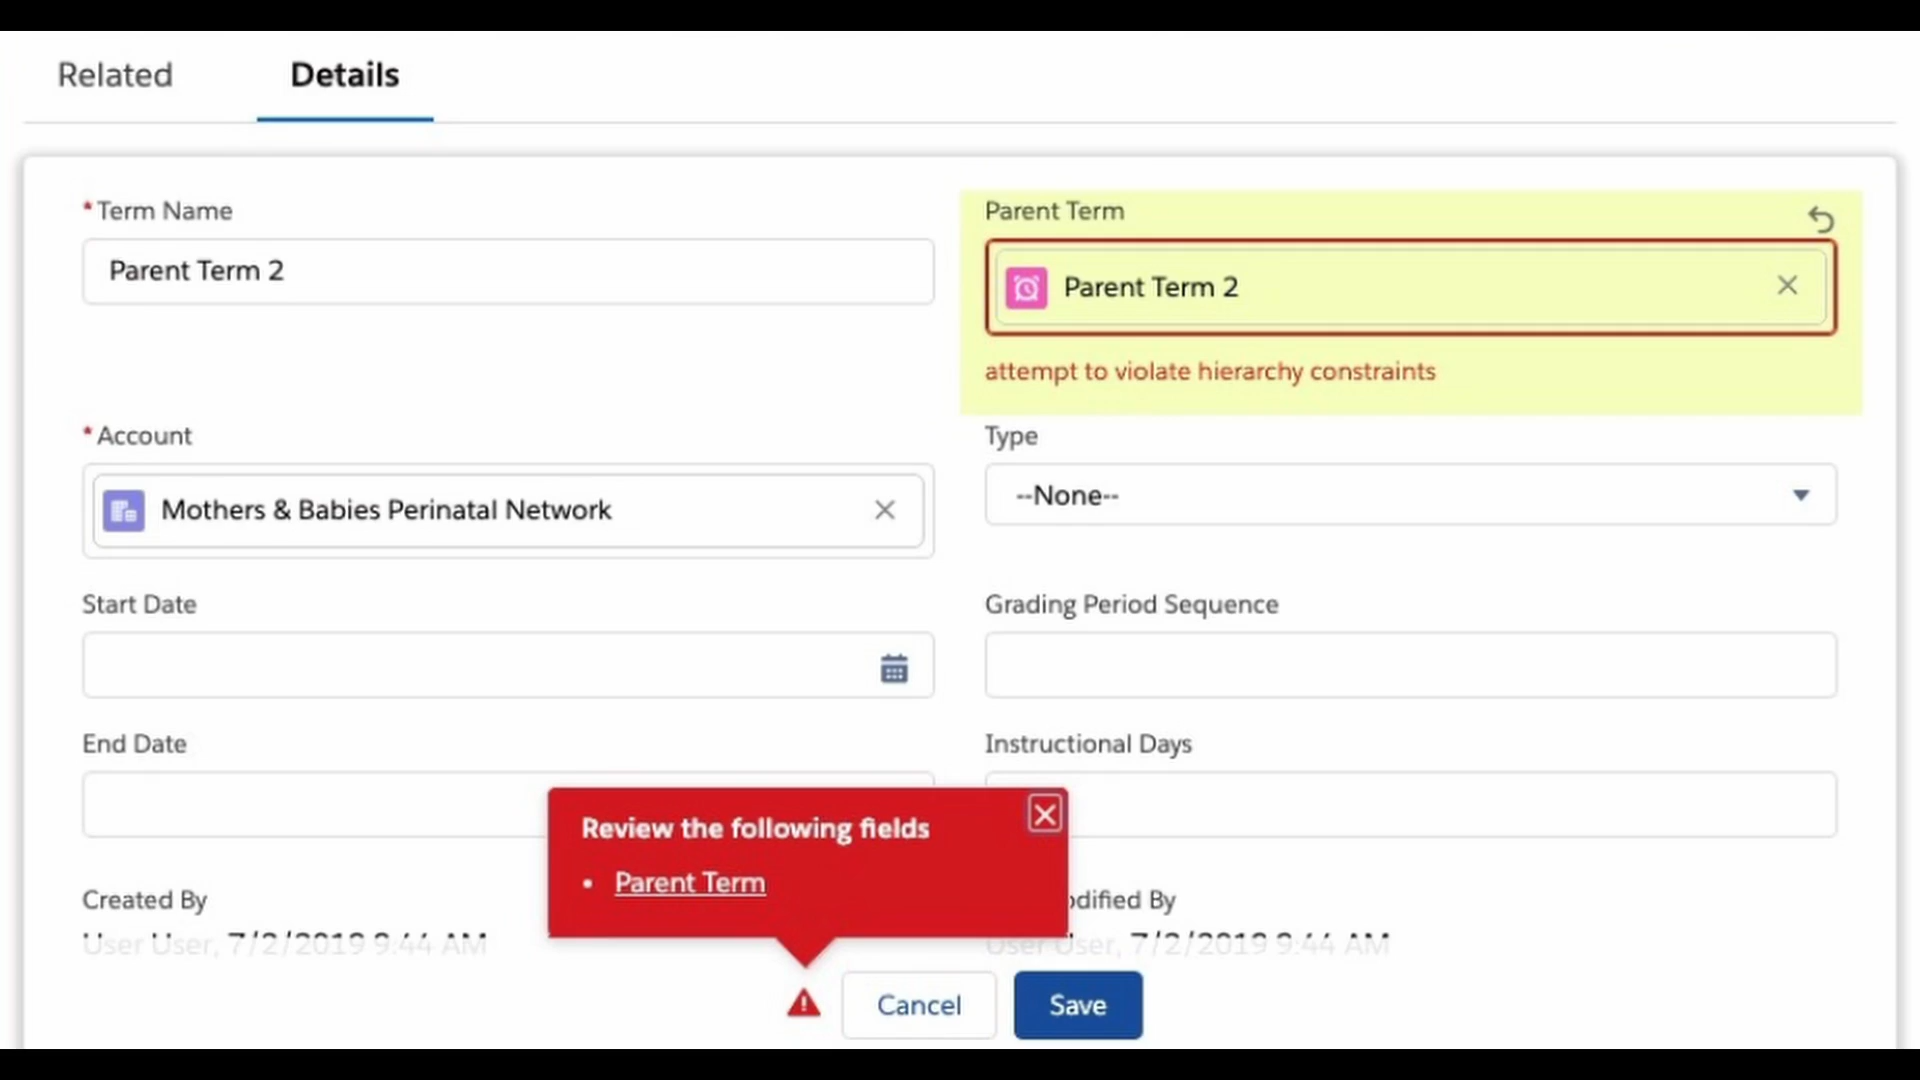 Related
Details
*Term Name
Parent Term 2
Parent Term
Parent Term 2
attempt to violate hierarchy constraints
*Account
Mothers & Babies Perinatal Network
Type
--None--
Start Date
Grading Period Sequence
End Date
Instructional Days
Review the following fields
• Parent Term
Created By
User User, 7/2/2019 9:44 AM
odified By
User User, 7/2/2019 9:44 AM
Cancel
Save